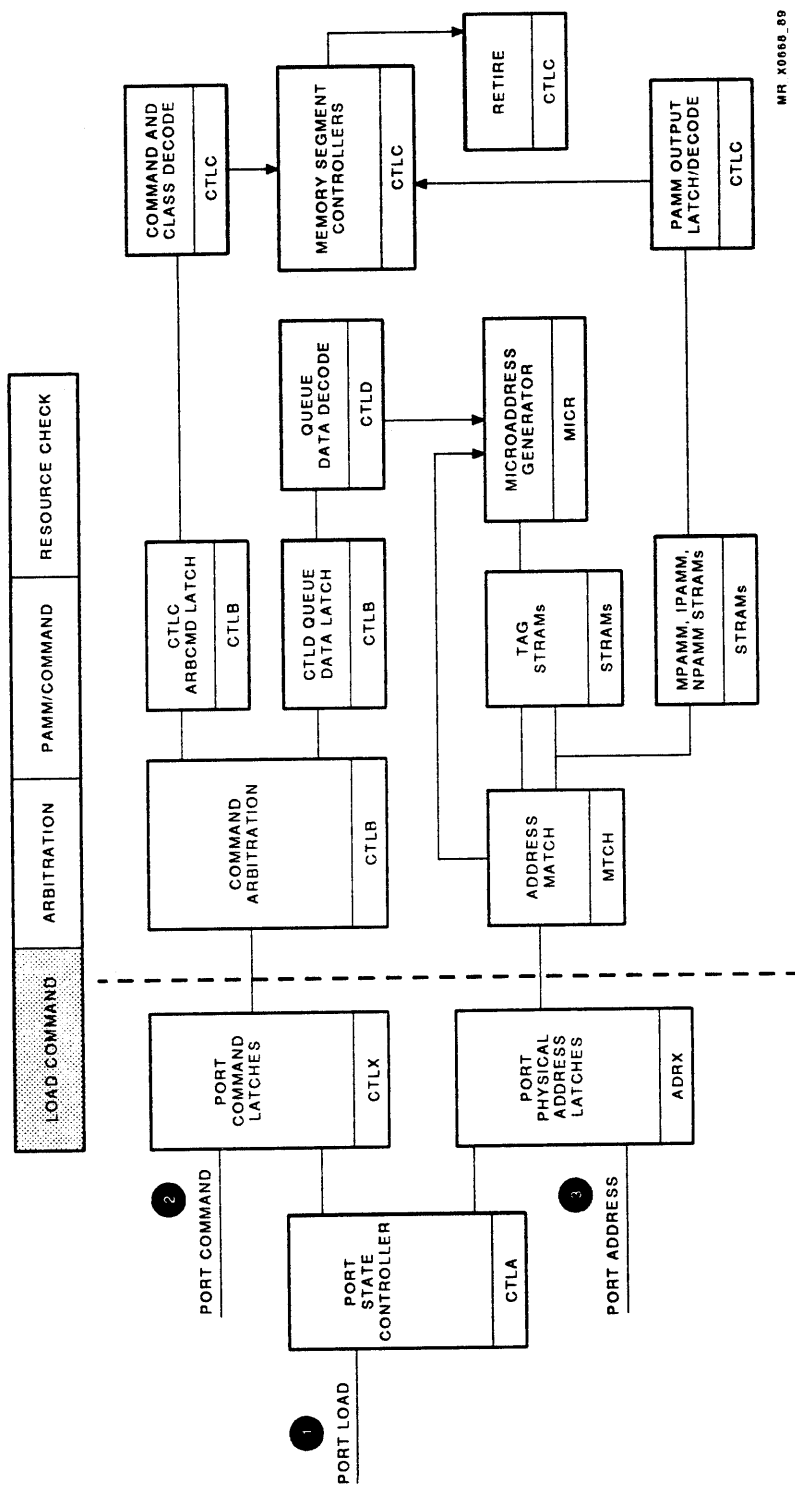 LOAD COMMAND
ARBITRATION
PAMM/COMMAND
RESOURCE CHECK
1
PORT LOAD
2
PORT COMMAND
3
PORT ADDRESS
PORT
STATE
CONTROLLER
CTLA
PORT
COMMAND
LATCHES
CTLX
PORT
PHYSICAL
ADDRESS
LATCHES
ADRX
COMMAND
ARBITRATION
CTLB
ADDRESS
MATCH
MTCH
CTLC
ARBCMD LATCH
CTLB
CTLD QUEUE
DATA LATCH
CTLB
TAG
STRAMs
STRAMs
MPAMM, IPAMM,
NPAMM STRAMs
STRAMs
QUEUE
DATA DECODE
CTLD
MICROADDRESS
GENERATOR
MICR
COMMAND AND
CLASS DECODE
CTLC
MEMORY SEGMENT
CONTROLLERS
CTLC
RETIRE
CTLC
PAMM OUTPUT
LATCH/DECODE
CTLC
MR X0668_89